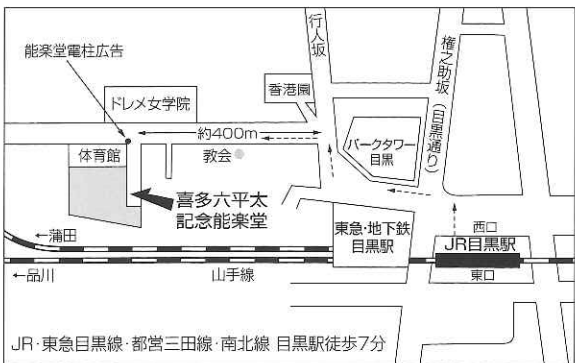 能楽堂電柱広告
ドレメ女学院
香港園
行人坂
権之助坂(目黒通り)
約400m
パークタワー
目黒
体育館
教会
喜多六平太
記念能楽堂
東急・地下鉄
目黒駅
西口
JR目黒駅
東口
←蒲田
←品川
山手線
JR・東急目黒線・都営三田線・南北線 目黒駅徒歩7分